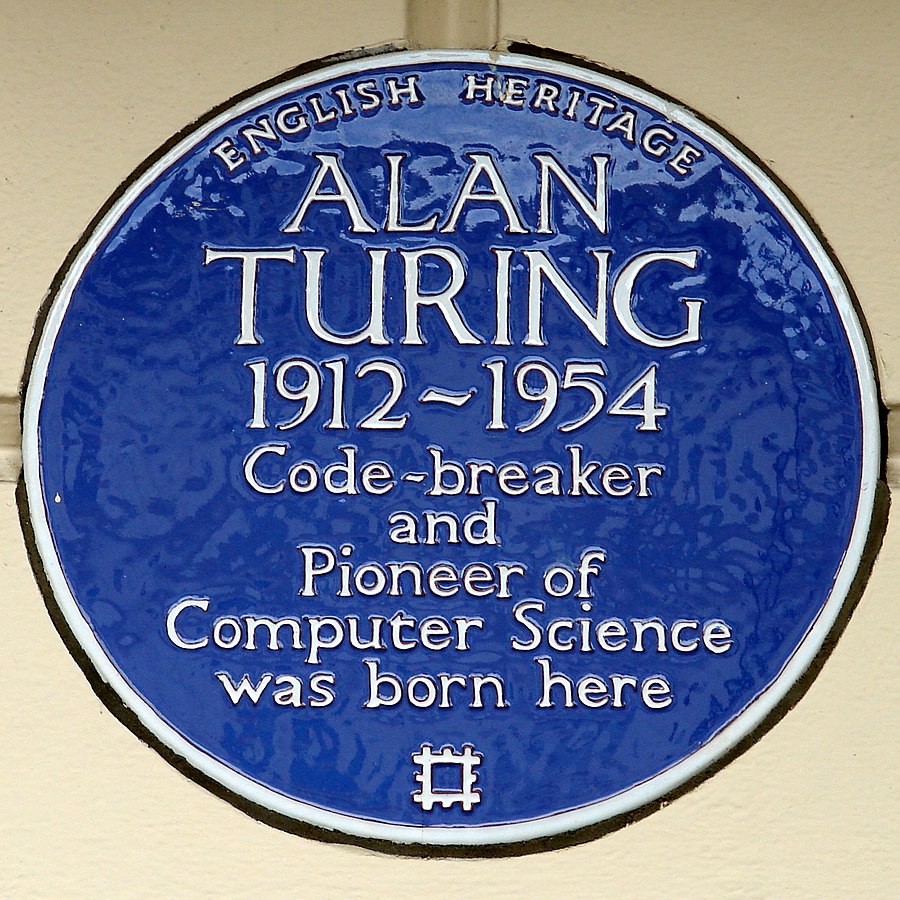 ENGLISH HERITAGE
ALAN
TURING
1912~1954
Code-breaker
and
Pioneer of
Computer Science
was born here